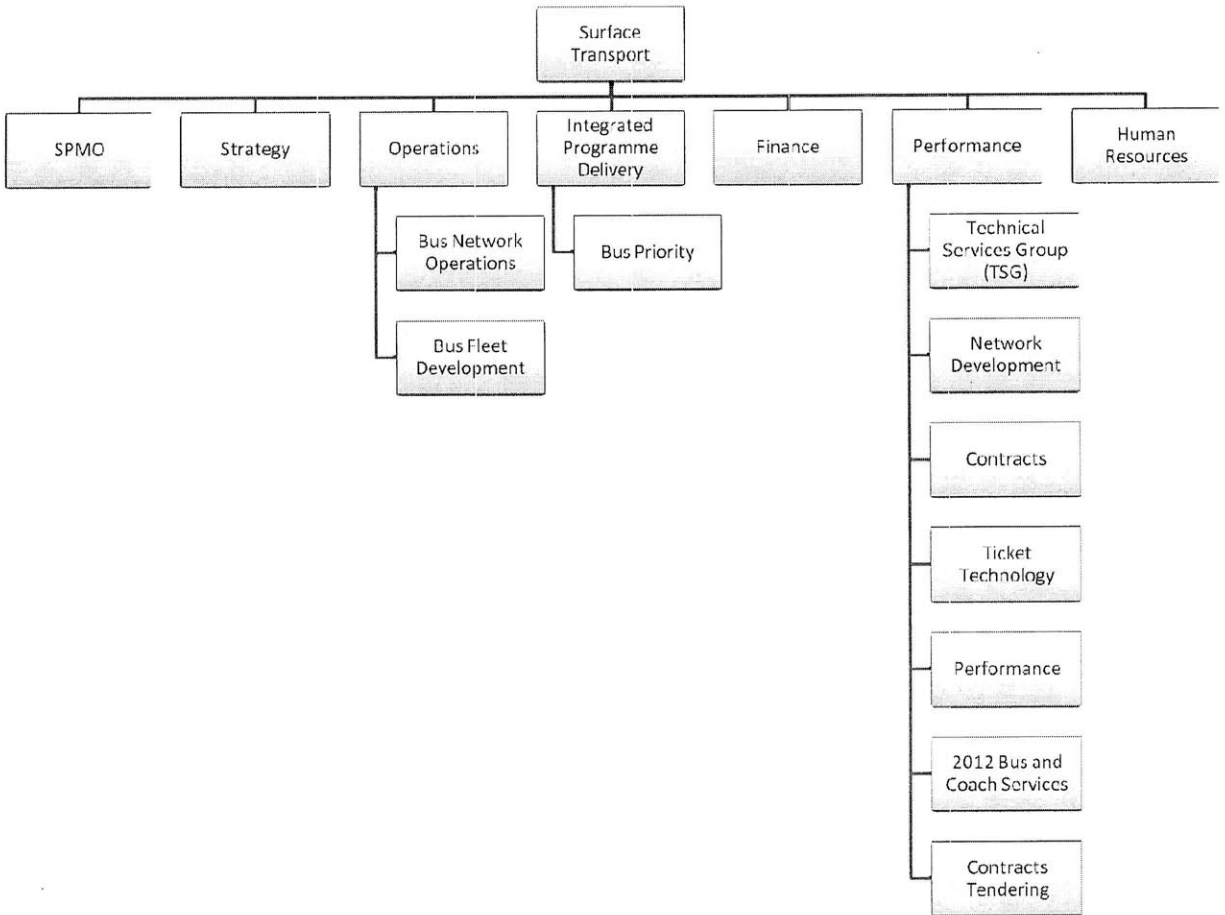 Surface
Transport
SPMO
Strategy
Operations
Integrated
Programme
Delivery
Finance
Performance
Human
Resources
Bus Network
Operations
Bus Fleet
Development
Bus Priority
Technical
Services Group
(TSG)
Network
Development
Contracts
Ticket
Technology
Performance
2012 Bus and
Coach Services
Contracts
Tendering